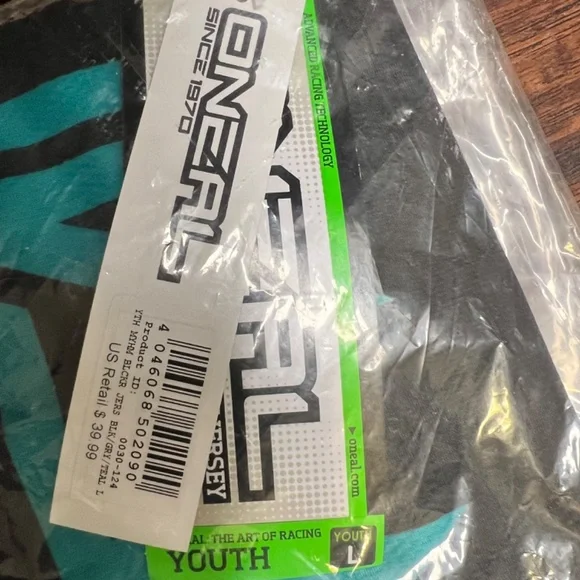 ONEAL
SINCE 1970
4 046068 502090
Product ID: 0030-124
YTH MYHM BLCKR JERS BLK/GRY/TEAL L
US Retail $ 39.99
ADVANCED RACING TECHNOLOGY
JERSEY
oneal.com
THE ART OF RACING
YOUTH
YOUTH
L